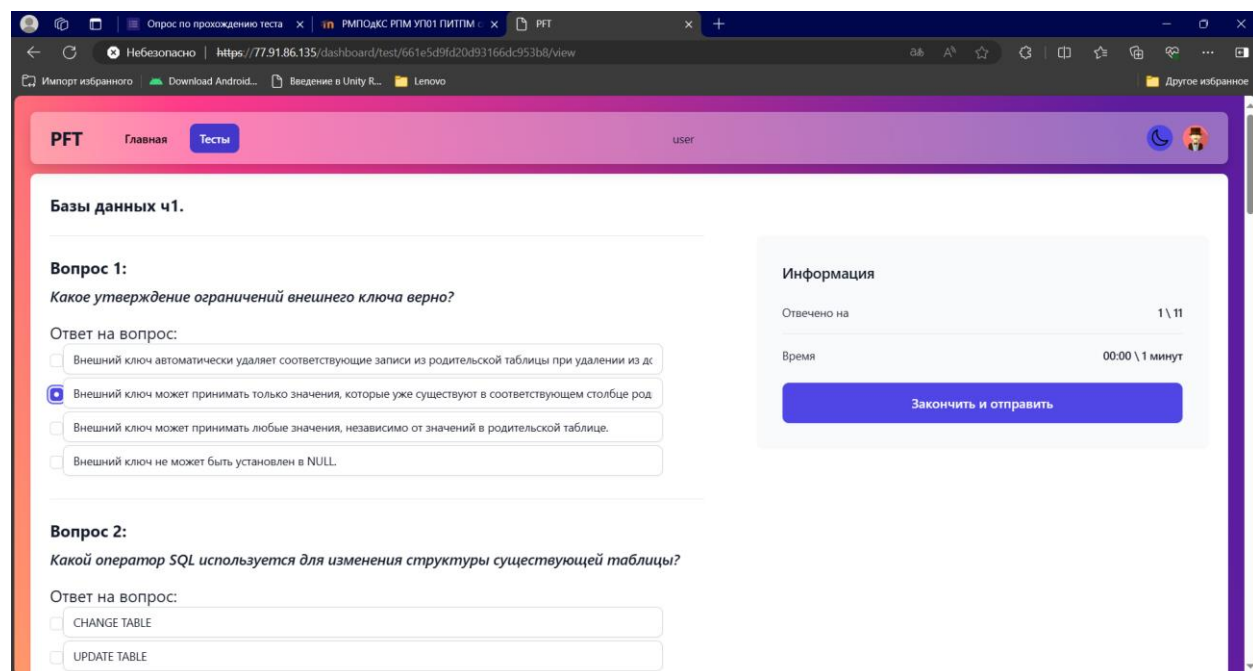 Опрос по прохождению теста
РМПОдКС РПМ УП01 ПИТПМ
PFT
Небезопасно
https://77.91.86.135/dashboard/test/661e5d9fd20d93166dc953b8/view
Импорт избранного
Download Android...
Введение в Unity R...
Lenovo
Другое избранное
PFT
Главная
Тесты
user
Базы данных ч1.
Вопрос 1:
Какое утверждение ограничений внешнего ключа верно?
Ответ на вопрос:
Внешний ключ автоматически удаляет соответствующие записи из родительской таблицы при удалении из дс
Внешний ключ может принимать только значения, которые уже существуют в соответствующем столбце род
Внешний ключ может принимать любые значения, независимо от значений в родительской таблице.
Внешний ключ не может быть установлен в NULL.
Информация
Отвечено на 1 \ 11
Время 00:00 \ 1 минут
Закончить и отправить
Вопрос 2:
Какой оператор SQL используется для изменения структуры существующей таблицы?
Ответ на вопрос:
CHANGE TABLE
UPDATE TABLE